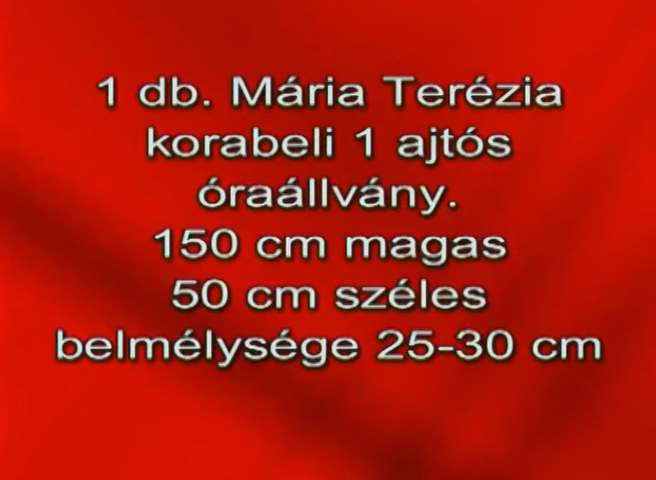 1 db. Mária Terézia
korabeli 1 ajtós
óraállvány.
150 cm magas
50 cm széles
belmélysége 25-30 cm